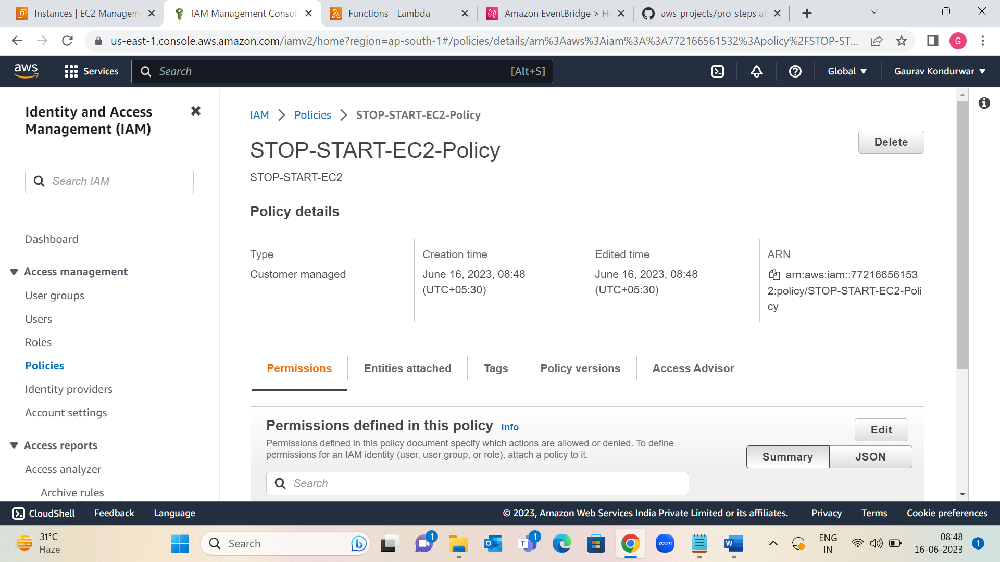 Instances | EC2 Managem
IAM Management Consol
Functions - Lambda
Amazon EventBridge > H
aws-projects/pro-steps at
us-east-1.console.aws.amazon.com/iamv2/home?region=ap-south-1#/policies/details/arn%3Aaws%3Aiam%3A%3A772166561532%3Apolicy%2FSTOP-ST...
G
aws
Services
Search
[Alt+S]
Global
Gaurav Kondurwar
Identity and Access
Management (IAM)
Search IAM
Dashboard
Access management
User groups
Users
Roles
Policies
Identity providers
Account settings
Access reports
Access analyzer
Archive rules
IAM > Policies > STOP-START-EC2-Policy
STOP-START-EC2-Policy
Delete
STOP-START-EC2
Policy details
Type
Customer managed
Creation time
June 16, 2023, 08:48
(UTC+05:30)
Edited time
June 16, 2023, 08:48
(UTC+05:30)
ARN
arn:aws:iam::77216656153
2:policy/STOP-START-EC2-Poli
cy
Permissions
Entities attached
Tags
Policy versions
Access Advisor
Permissions defined in this policy Info
Permissions defined in this policy document specify which actions are allowed or denied. To define
permissions for an IAM identity (user, user group, or role), attach a policy to it.
Edit
Summary
JSON
Search
CloudShell
Feedback
Language
© 2023, Amazon Web Services India Private Limited or its affiliates.
Privacy
Terms
Cookie preferences
31°C
Haze
Search
1
1
zoom
W
ENG
IN
08:48
16-06-2023
1